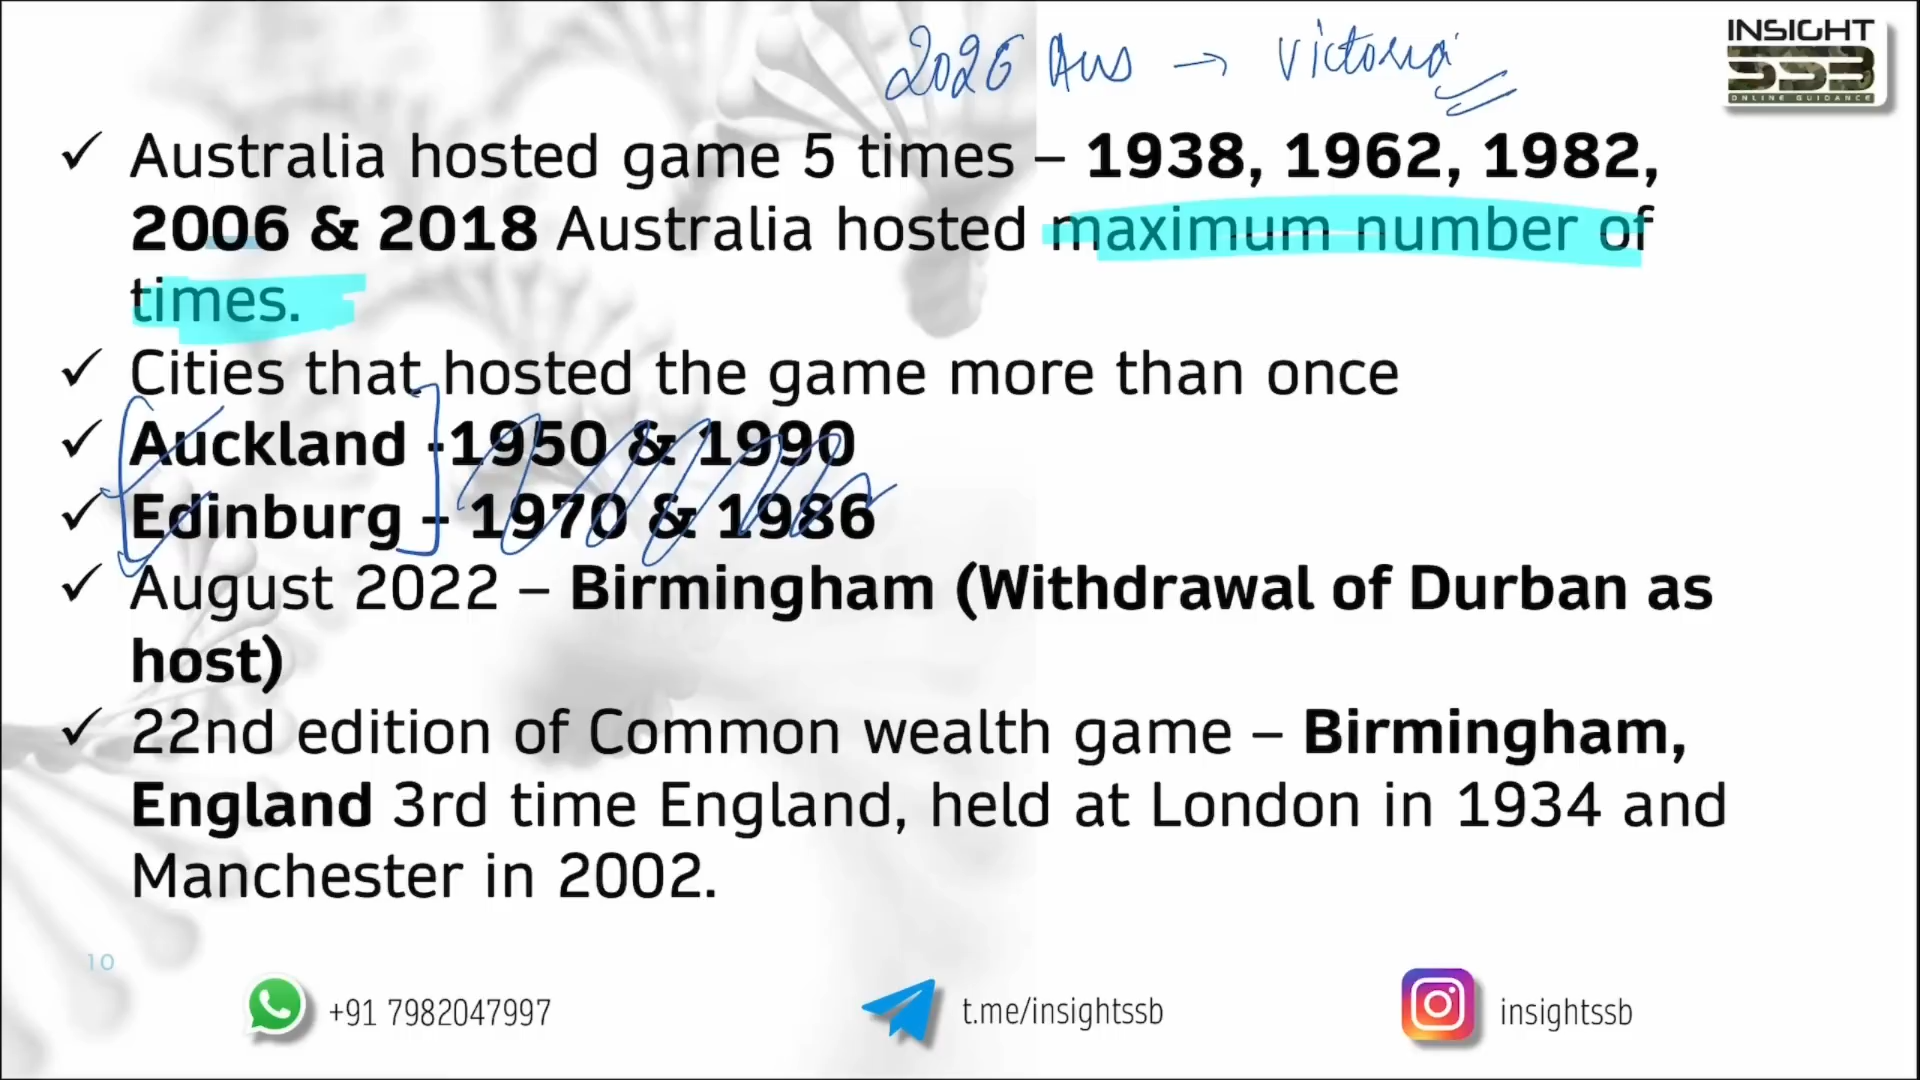 2026 Aus → Victoria
INSIGHT
SSB
ONLINE GUIDANCE
✓ Australia hosted game 5 times – 1938, 1962, 1982,
2006 & 2018 Australia hosted maximum number of
times.
✓ Cities that hosted the game more than once
✓ Auckland -1950 & 1990
✓ Edinburg – 1970 & 1986
✓ August 2022 – Birmingham (Withdrawal of Durban as
host)
✓ 22nd edition of Common wealth game – Birmingham,
England 3rd time England, held at London in 1934 and
Manchester in 2002.
10
+91 7982047997
t.me/insightssb
insightssb